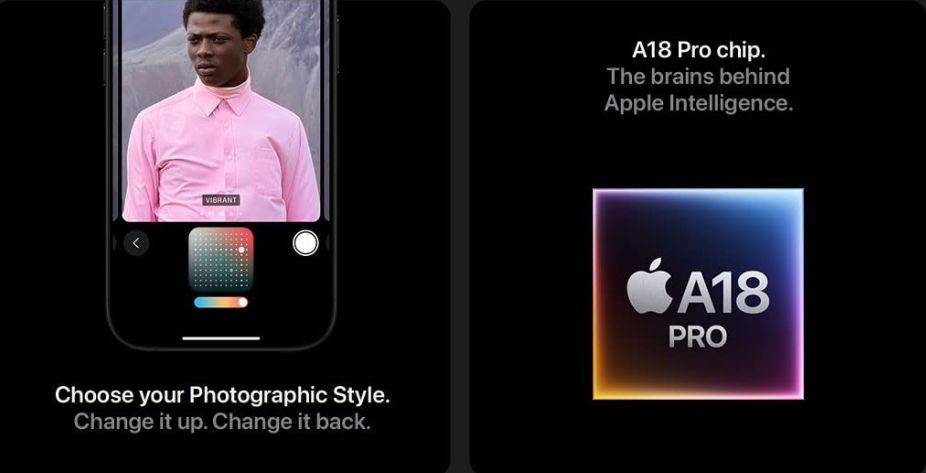 VIBRANT
Choose your Photographic Style.
Change it up. Change it back.
A18 Pro chip.
The brains behind
Apple Intelligence.
A18
PRO